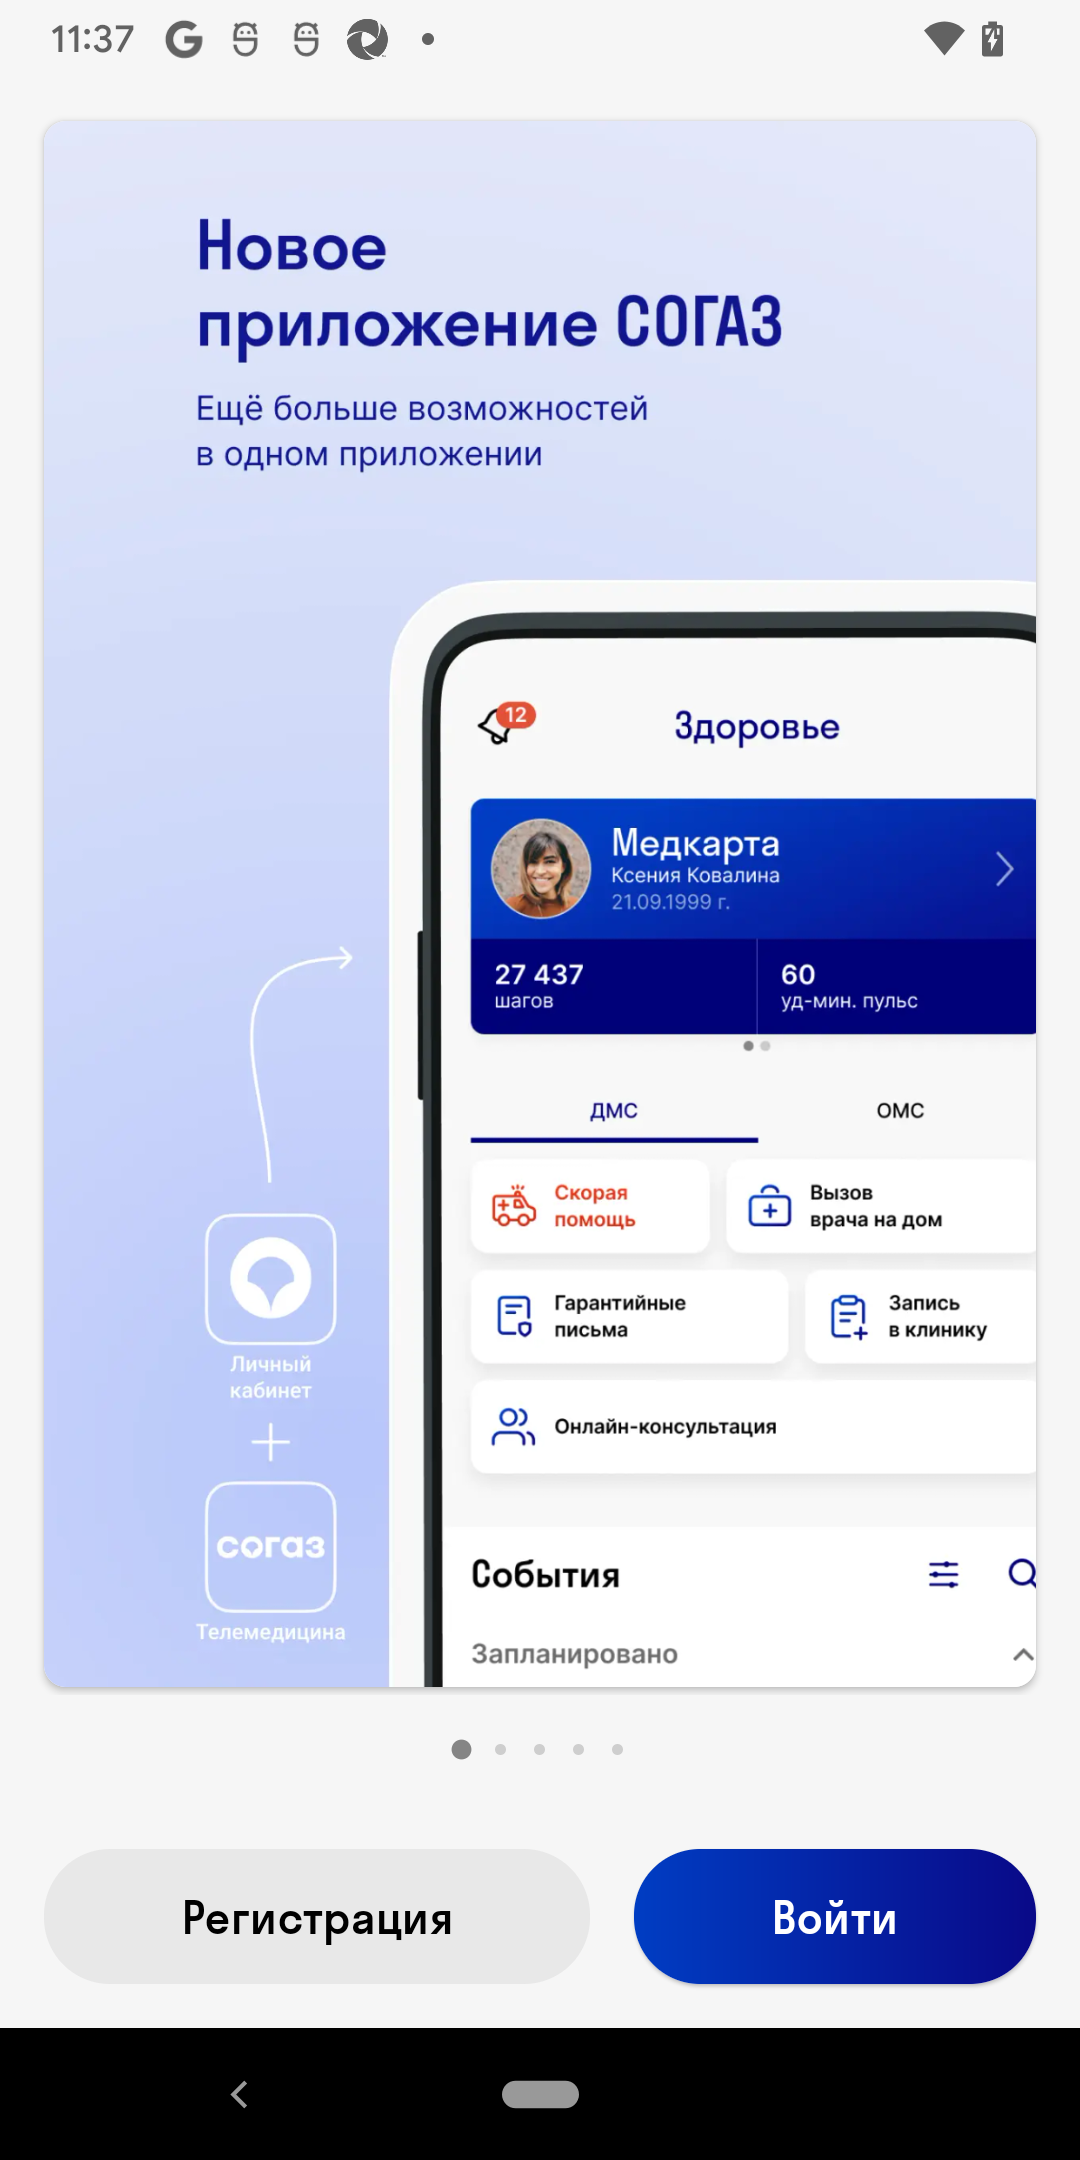 11:37
Новое
приложение СОГАЗ
Ещё больше возможностей
в одном приложении
12
Здоровье
Медкарта
Ксения Ковалина
21.09.1999 г.
27 437
шагов
60
уд-мин. пульс
ДМС
ОМС
Скорая
помощь
Вызов
врача на дом
Гарантийные
письма
Запись
в клинику
Онлайн-консультация
Личный
кабинет
согаз
Телемедицина
События
Запланировано
Регистрация
Войти